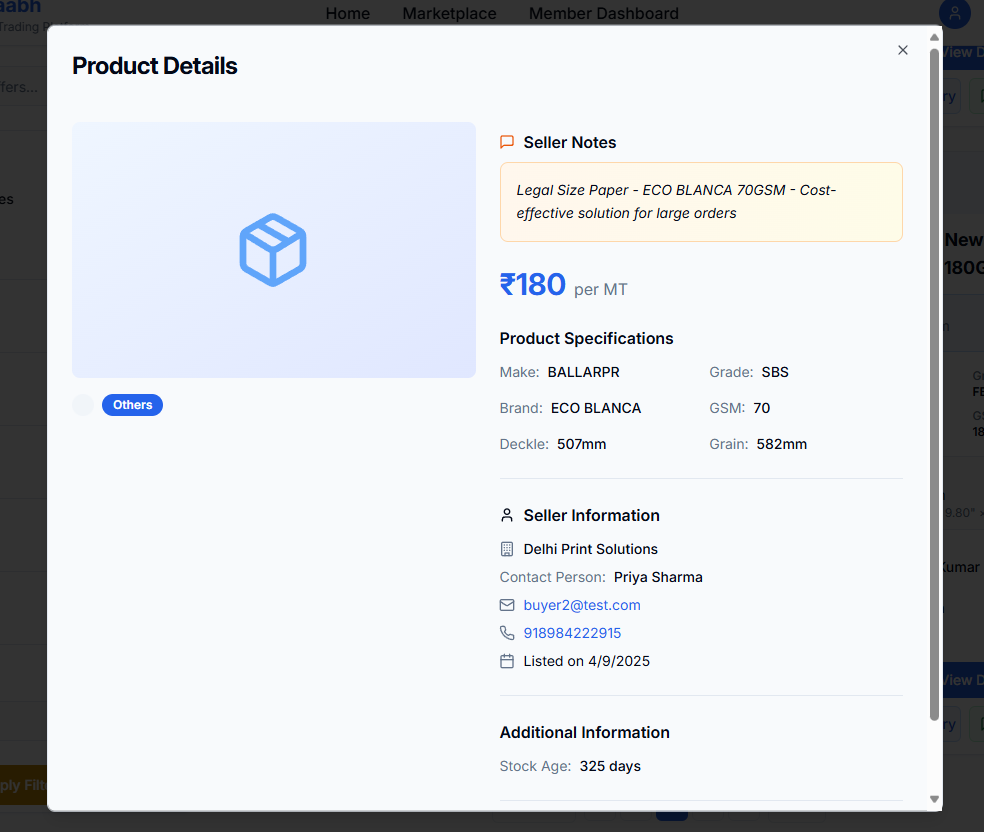 aabh
Trading
Home Marketplace Member Dashboard
View D
fers...
ry
es
New
180G
18
9.80"
Kumar
View D
ry
ply Filt
Product Details
Others
Seller Notes
Legal Size Paper - ECO BLANCA 70GSM - Cost-
effective solution for large orders
₹180 per MT
Product Specifications
Make: BALLARPR Grade: SBS
Brand: ECO BLANCA GSM: 70
Deckle: 507mm Grain: 582mm
Seller Information
Delhi Print Solutions
Contact Person: Priya Sharma
buyer2@test.com
918984222915
Listed on 4/9/2025
Additional Information
Stock Age: 325 days